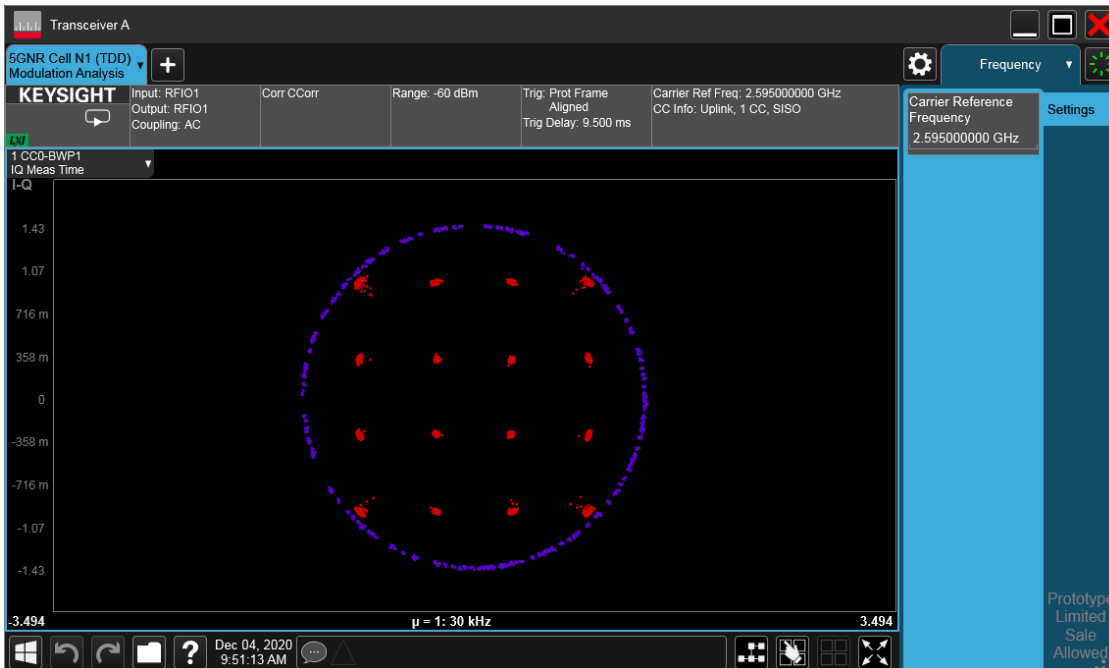 Transceiver A
5GNR Cell N1 (TDD)
Modulation Analysis
+
Frequency
KEYSIGHT
LXI
Input: RFIO1
Output: RFIO1
Coupling: AC
Corr CCorr
Range: -60 dBm
Trig: Prot Frame
Aligned
Trig Delay: 9.500 ms
Carrier Ref Freq: 2.595000000 GHz
CC Info: Uplink, 1 CC, SISO
Carrier Reference
Frequency
2.595000000 GHz
Settings
1 CC0-BWP1
IQ Meas Time
I-Q
1.43
1.07
716 m
358 m
0
-358 m
-716 m
-1.07
-1.43
-3.494
µ = 1: 30 kHz
3.494
Prototype
Limited
Sale
Allowed
?
Dec 04, 2020
9:51:13 AM